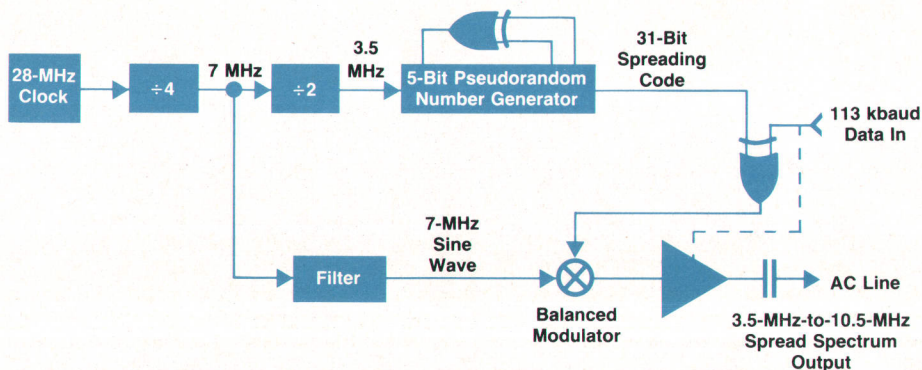 28-MHz
Clock
÷4
7 MHz
÷2
3.5
MHz
5-Bit Pseudorandom
Number Generator
31-Bit
Spreading
Code
113 kbaud
Data In
Filter
7-MHz
Sine
Wave
Balanced
Modulator
AC Line
3.5-MHz-to-10.5-MHz
Spread Spectrum
Output